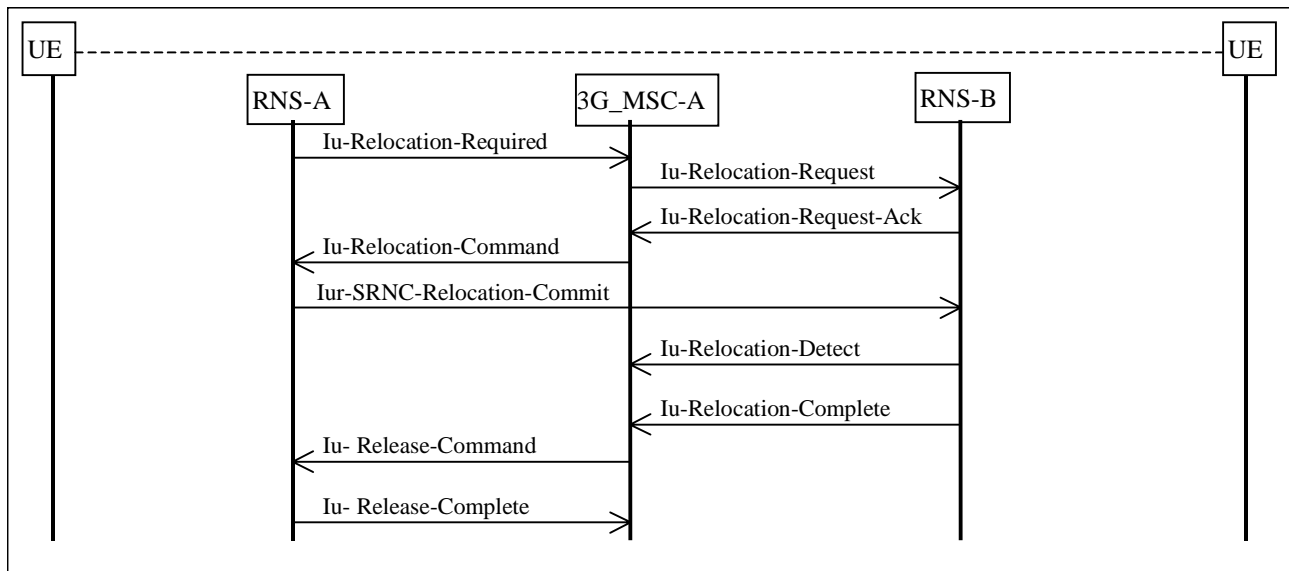 UE
UE
RNS-A
3G_MSC-A
RNS-B
Iu-Relocation-Required
Iu-Relocation-Request
Iu-Relocation-Request-Ack
Iu-Relocation-Command
Iur-SRNC-Relocation-Commit
Iu-Relocation-Detect
Iu-Relocation-Complete
Iu- Release-Command
Iu- Release-Complete